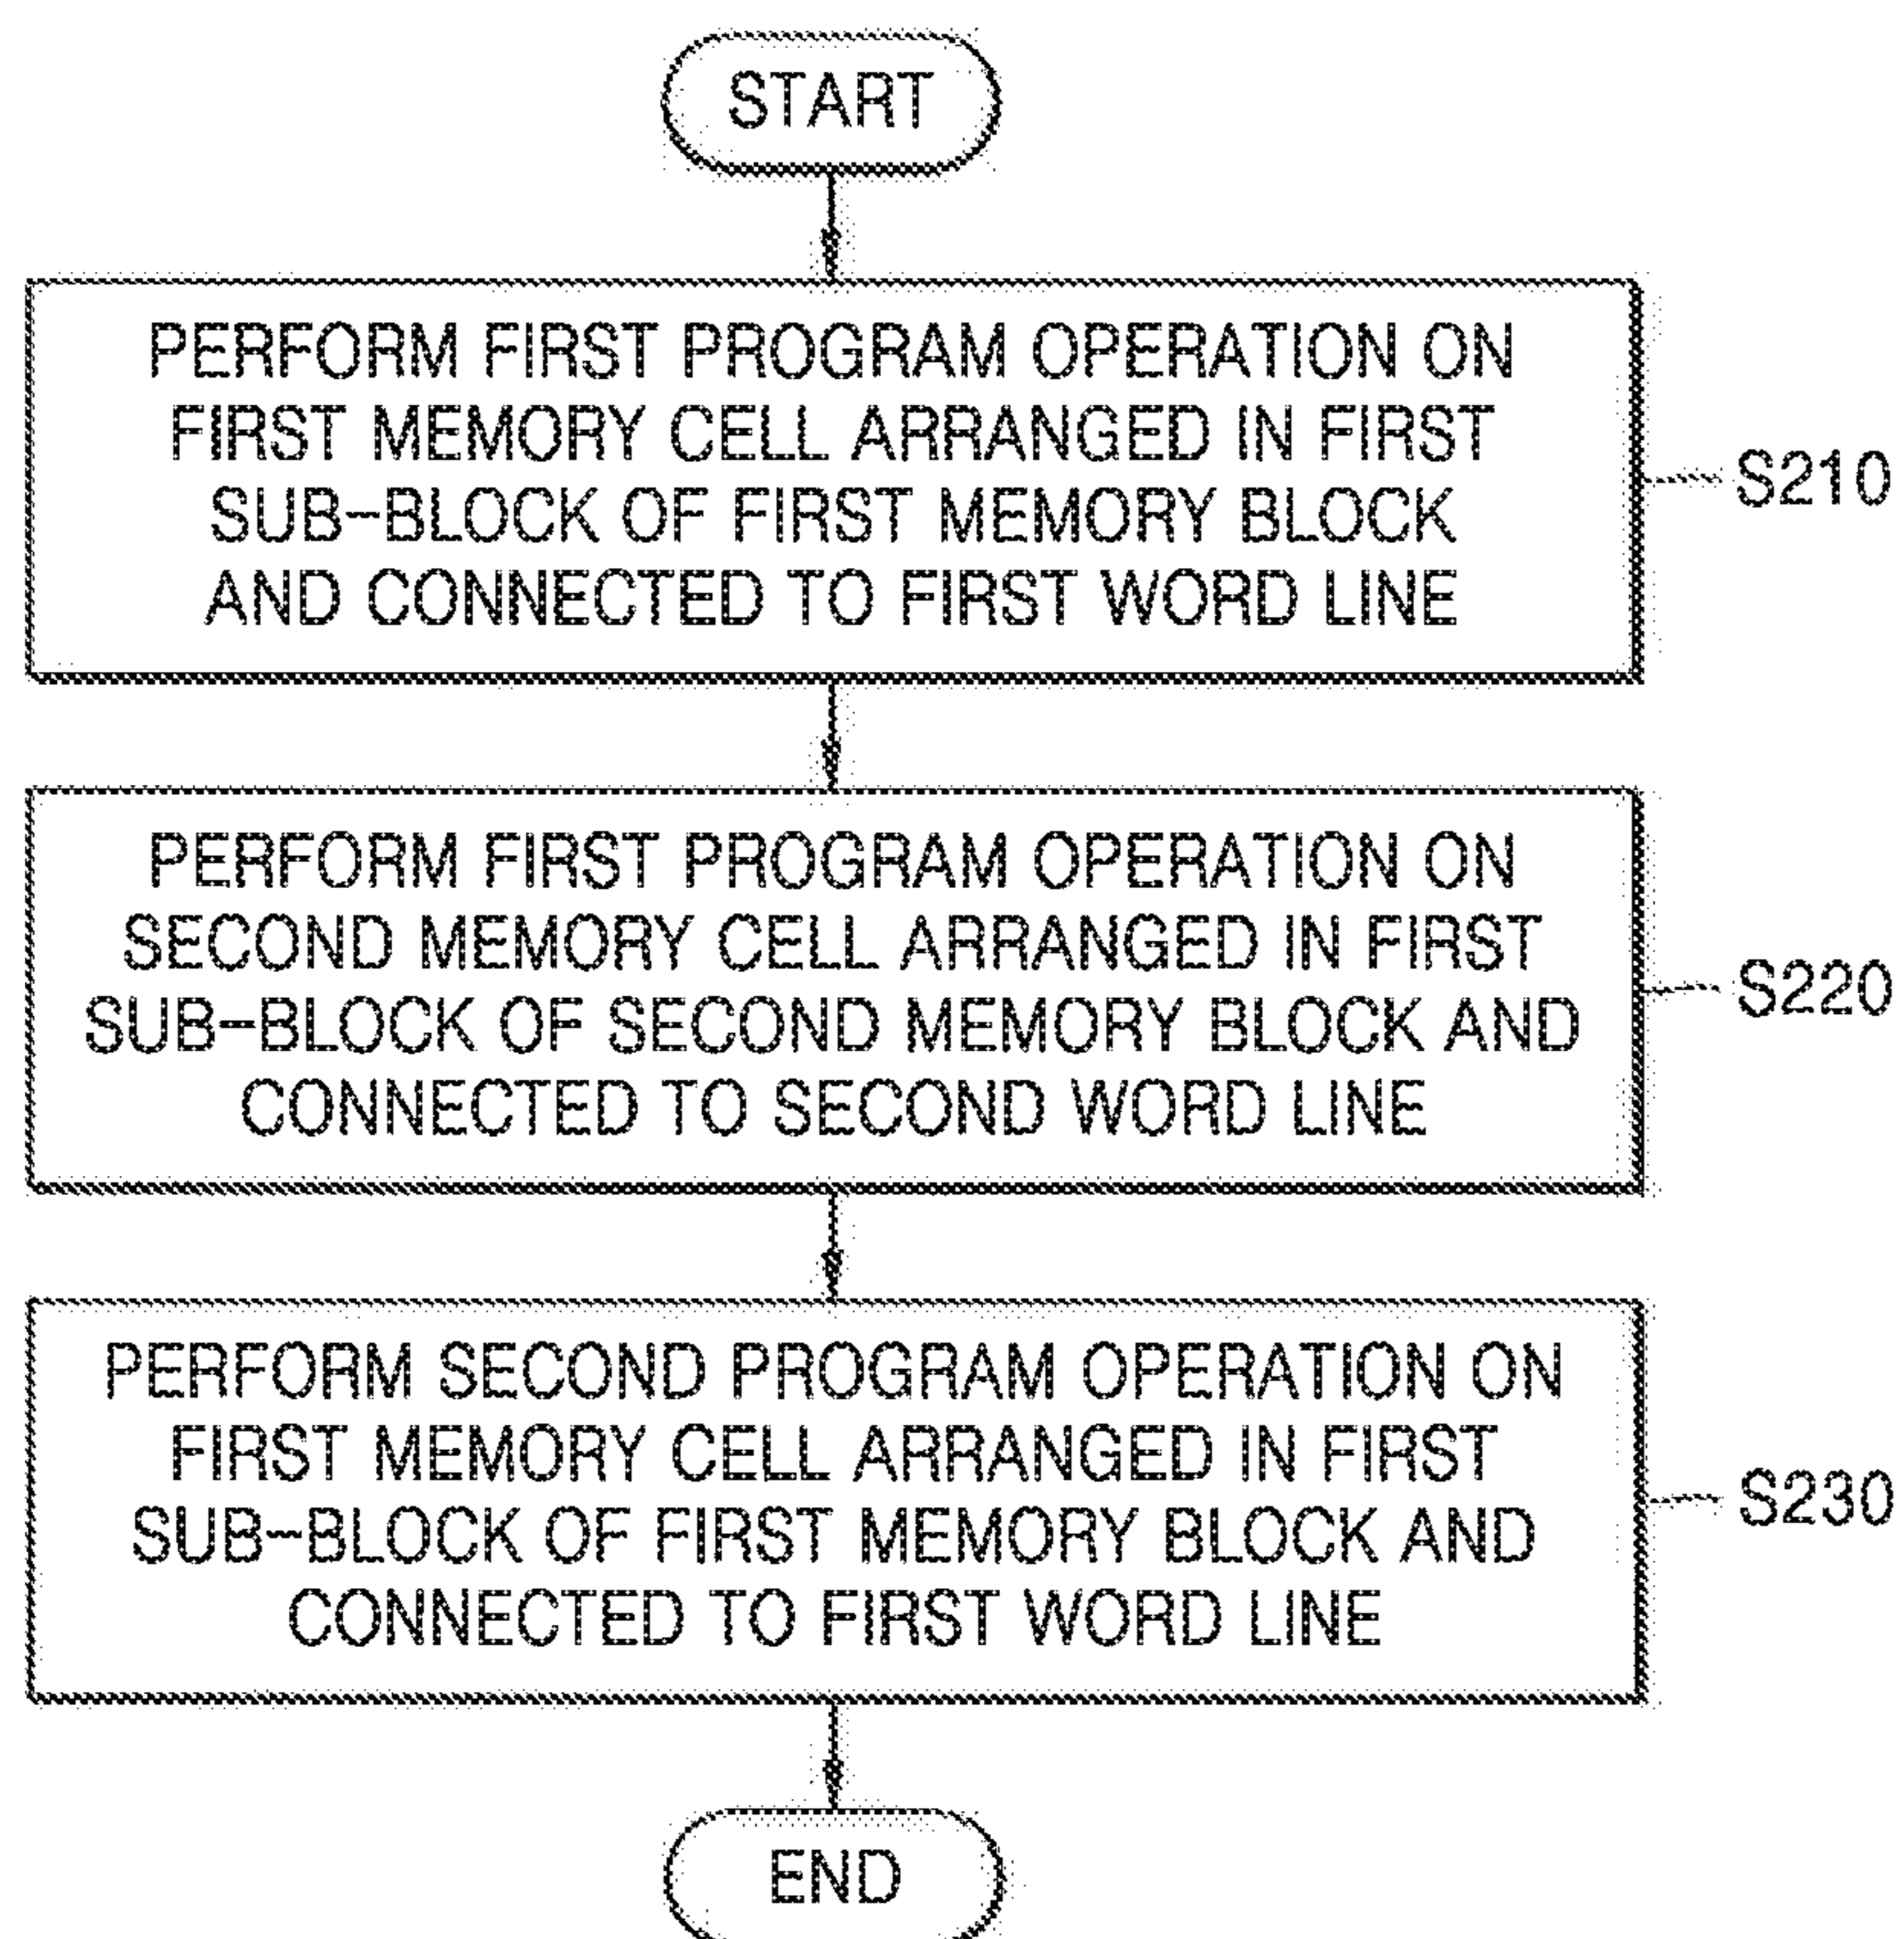 START
PERFORM FIRST PROGRAM OPERATION ON
FIRST MEMORY CELL ARRANGED IN FIRST
SUB-BLOCK OF FIRST MEMORY BLOCK
AND CONNECTED TO FIRST WORD LINE
S210
PERFORM FIRST PROGRAM OPERATION ON
SECOND MEMORY CELL ARRANGED IN FIRST
SUB-BLOCK OF SECOND MEMORY BLOCK AND
CONNECTED TO SECOND WORD LINE
S220
PERFORM SECOND PROGRAM OPERATION ON
FIRST MEMORY CELL ARRANGED IN FIRST
SUB-BLOCK OF FIRST MEMORY BLOCK AND
CONNECTED TO FIRST WORD LINE
S230
END